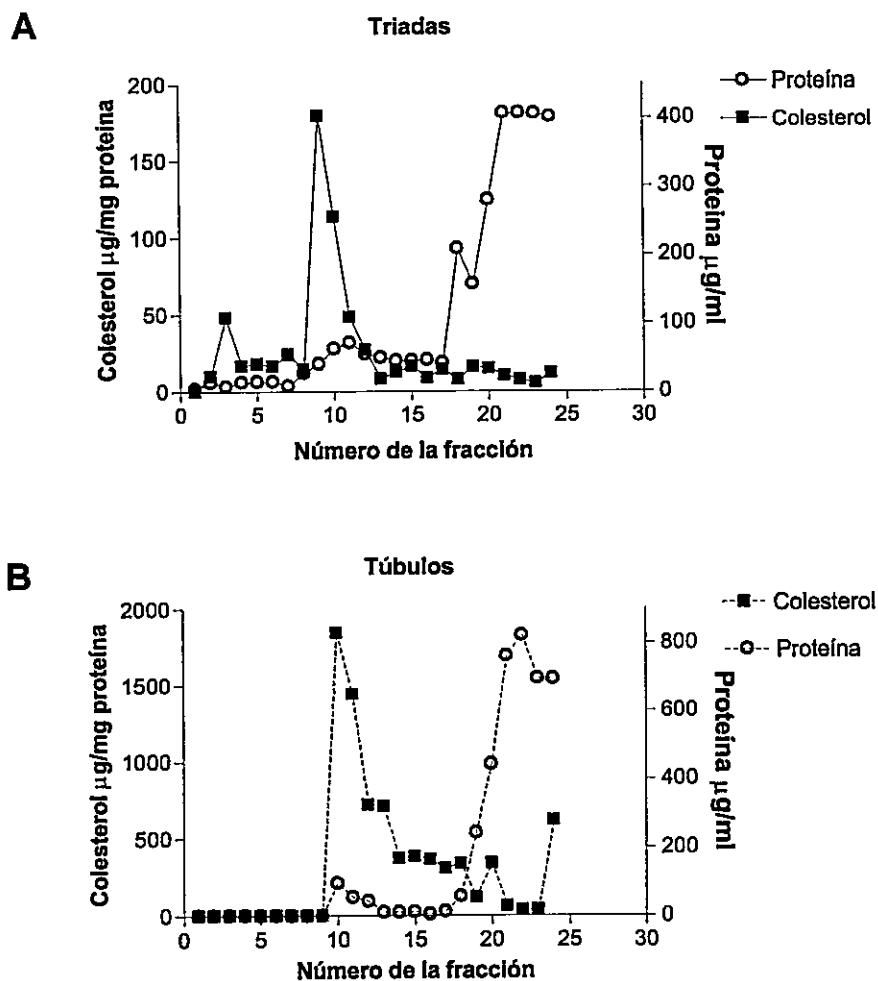 A
Triadas
Proteína
Colesterol
Colesterol μg/mg proteína
200
150
100
50
0
Proteina μg/ml
400
300
200
100
0
0 5 10 15 20 25 30
Número de la fracción
B
Túbulos
Colesterol
Proteína
Colesterol μg/mg proteína
2000
1500
1000
500
0
Proteína μg/ml
800
600
400
200
0
0 5 10 15 20 25 30
Número de la fracción